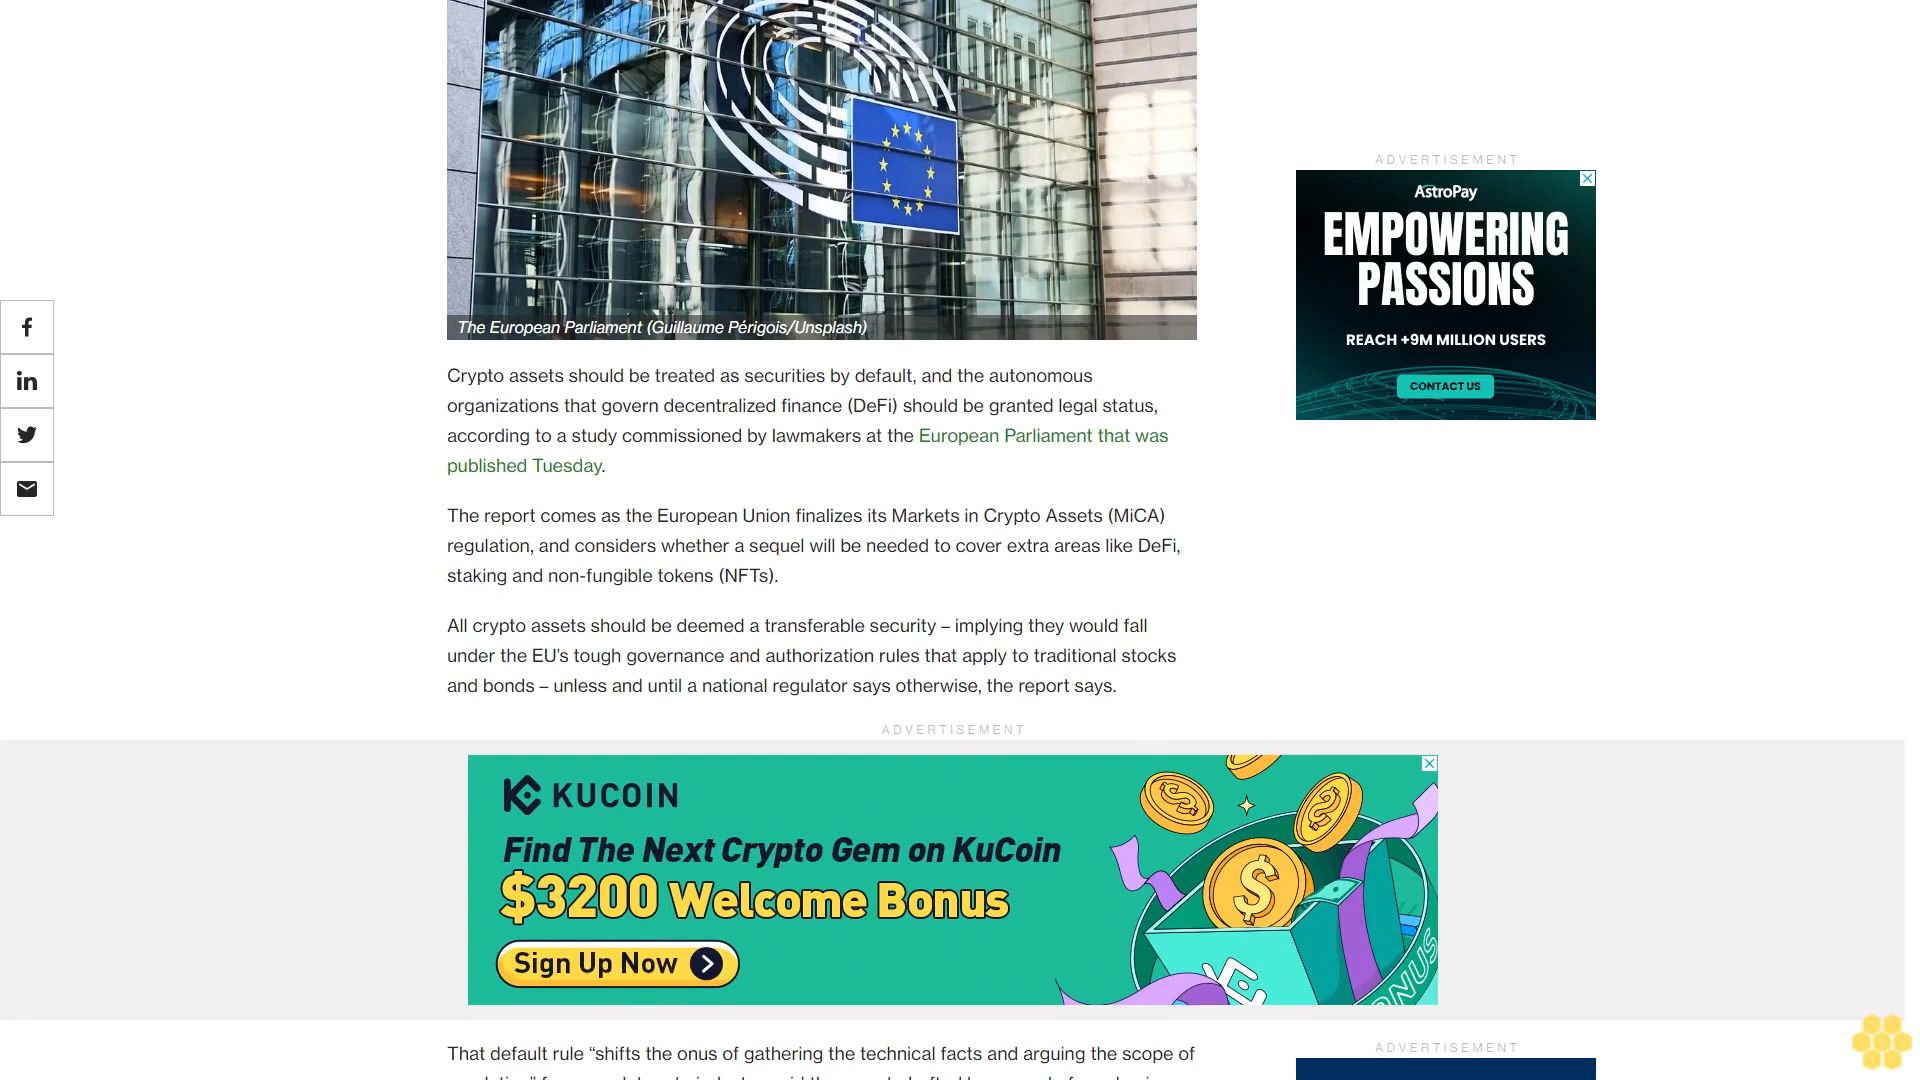 The European Parliament (Guillaume Périgois/Unsplash)
Crypto assets should be treated as securities by default, and the autonomous
organizations that govern decentralized finance (DeFi) should be granted legal status,
according to a study commissioned by lawmakers at the European Parliament that was
published Tuesday.
The report comes as the European Union finalizes its Markets in Crypto Assets (MiCA)
regulation, and considers whether a sequel will be needed to cover extra areas like DeFi,
staking and non-fungible tokens (NFTs).
All crypto assets should be deemed a transferable security – implying they would fall
under the EU's tough governance and authorization rules that apply to traditional stocks
and bonds – unless and until a national regulator says otherwise, the report says.
ADVERTISEMENT
AstroPay
EMPOWERING
PASSIONS
REACH +9M MILLION USERS
CONTACT US
ADVERTISEMENT
KUCOIN
Find The Next Crypto Gem on KuCoin
$3200 Welcome Bonus
Sign Up Now
BONUS
That default rule “shifts the onus of gathering the technical facts and arguing the scope of
ADVERTISEMENT